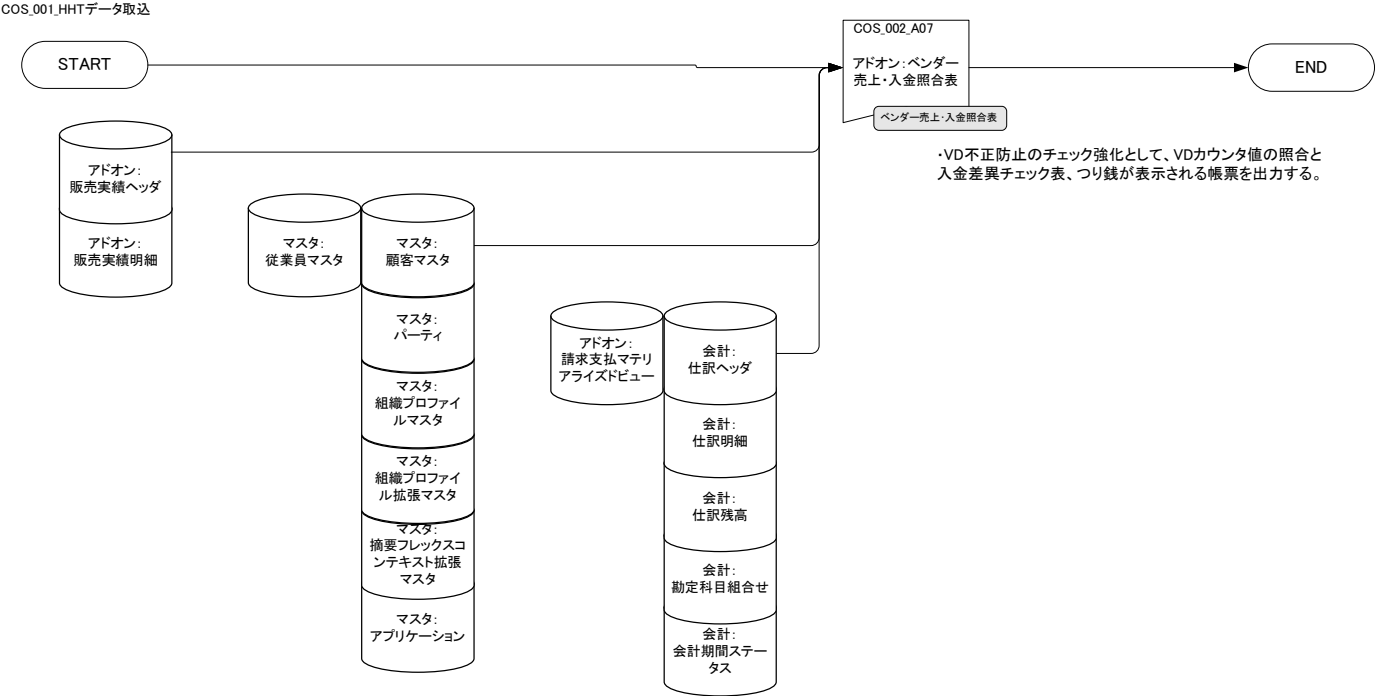 COS_001_HHTデータ取込
START
COS_002_A07
アドオン:ベンダー
売上・入金照合表
ベンダー売上・入金照合表
END
・VD不正防止のチェック強化として、VDカウンタ値の照合と
入金差異チェック表、つり銭が表示される帳票を出力する。
アドオン:
販売実績ヘッダ
アドオン:
販売実績明細
マスタ:
従業員マスタ
マスタ:
顧客マスタ
マスタ:
パーティ
マスタ:
組織プロファイ
ルマスタ
マスタ:
組織プロファイ
ル拡張マスタ
マスタ:
摘要フレックスコ
ンテキスト拡張
マスタ
マスタ:
アプリケーション
アドオン:
請求支払マテリ
アライズドビュー
会計:
仕訳ヘッダ
会計:
仕訳明細
会計:
仕訳残高
会計:
勘定科目組合せ
会計:
会計期間ステー
タス